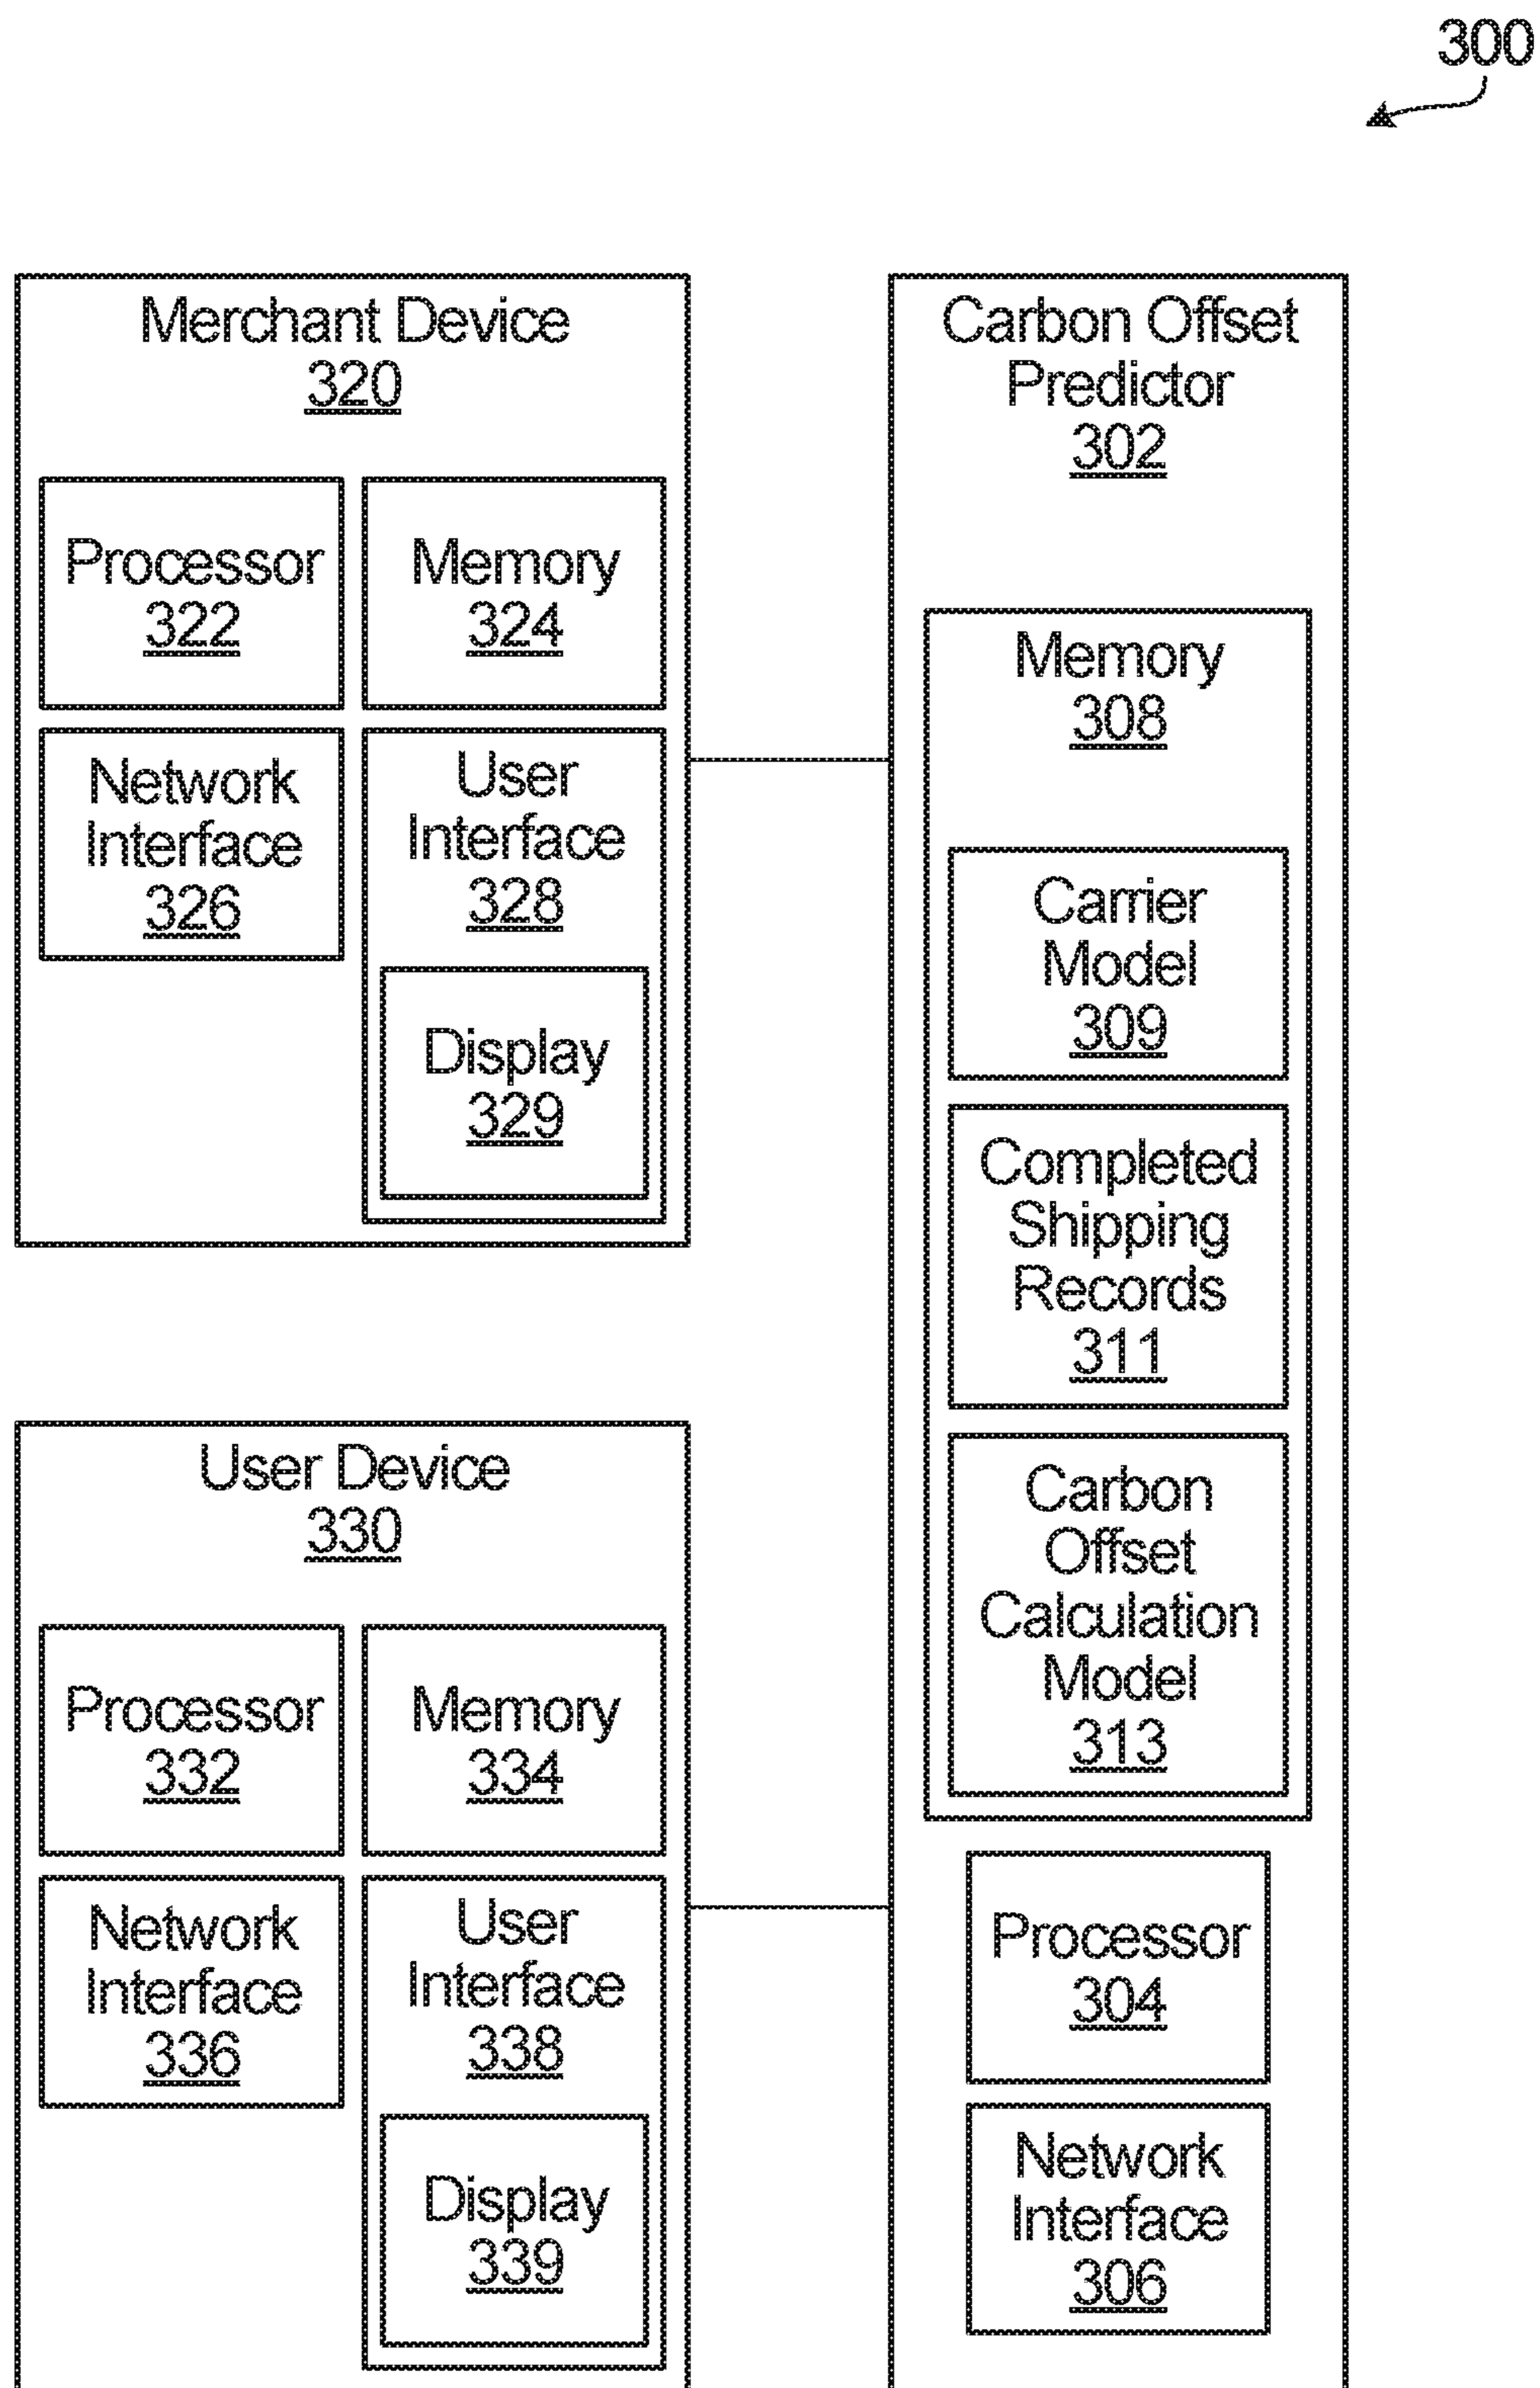 300
Merchant Device
320
Processor
322
Memory
324
Network
Interface
326
User
Interface
328
Display
329
User Device
330
Processor
332
Memory
334
Network
Interface
336
User
Interface
338
Display
339
Carbon Offset
Predictor
302
Memory
308
Carrier
Model
309
Completed
Shipping
Records
311
Carbon
Offset
Calculation
Model
313
Processor
304
Network
Interface
306